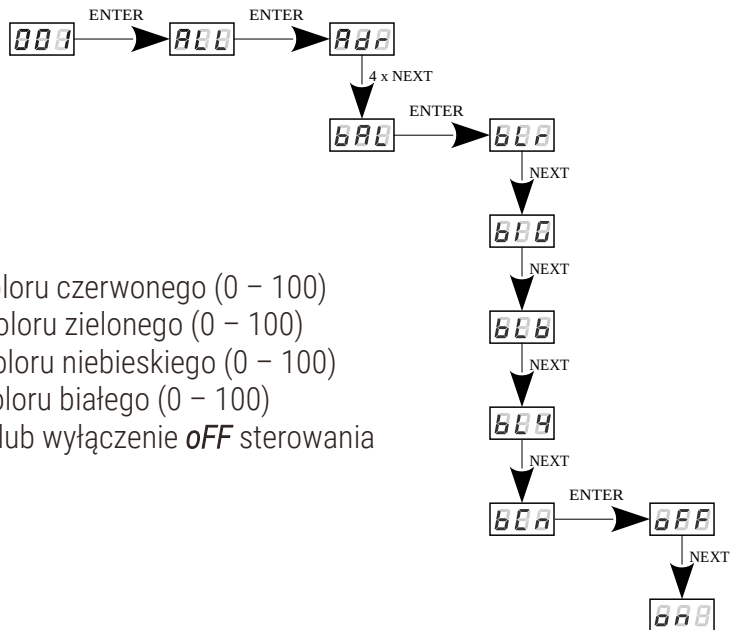 001 ENTER ALL ENTER Adr
4 x NEXT
bAL ENTER bLr
NEXT
bLG
NEXT
bLb
NEXT
bL4
NEXT
bCn ENTER oFF
NEXT
on
loru czerwonego (0 – 100)
oloru zielonego (0 – 100)
oloru niebieskiego (0 – 100)
oloru białego (0 – 100)
lub wyłączenie oFF sterowania